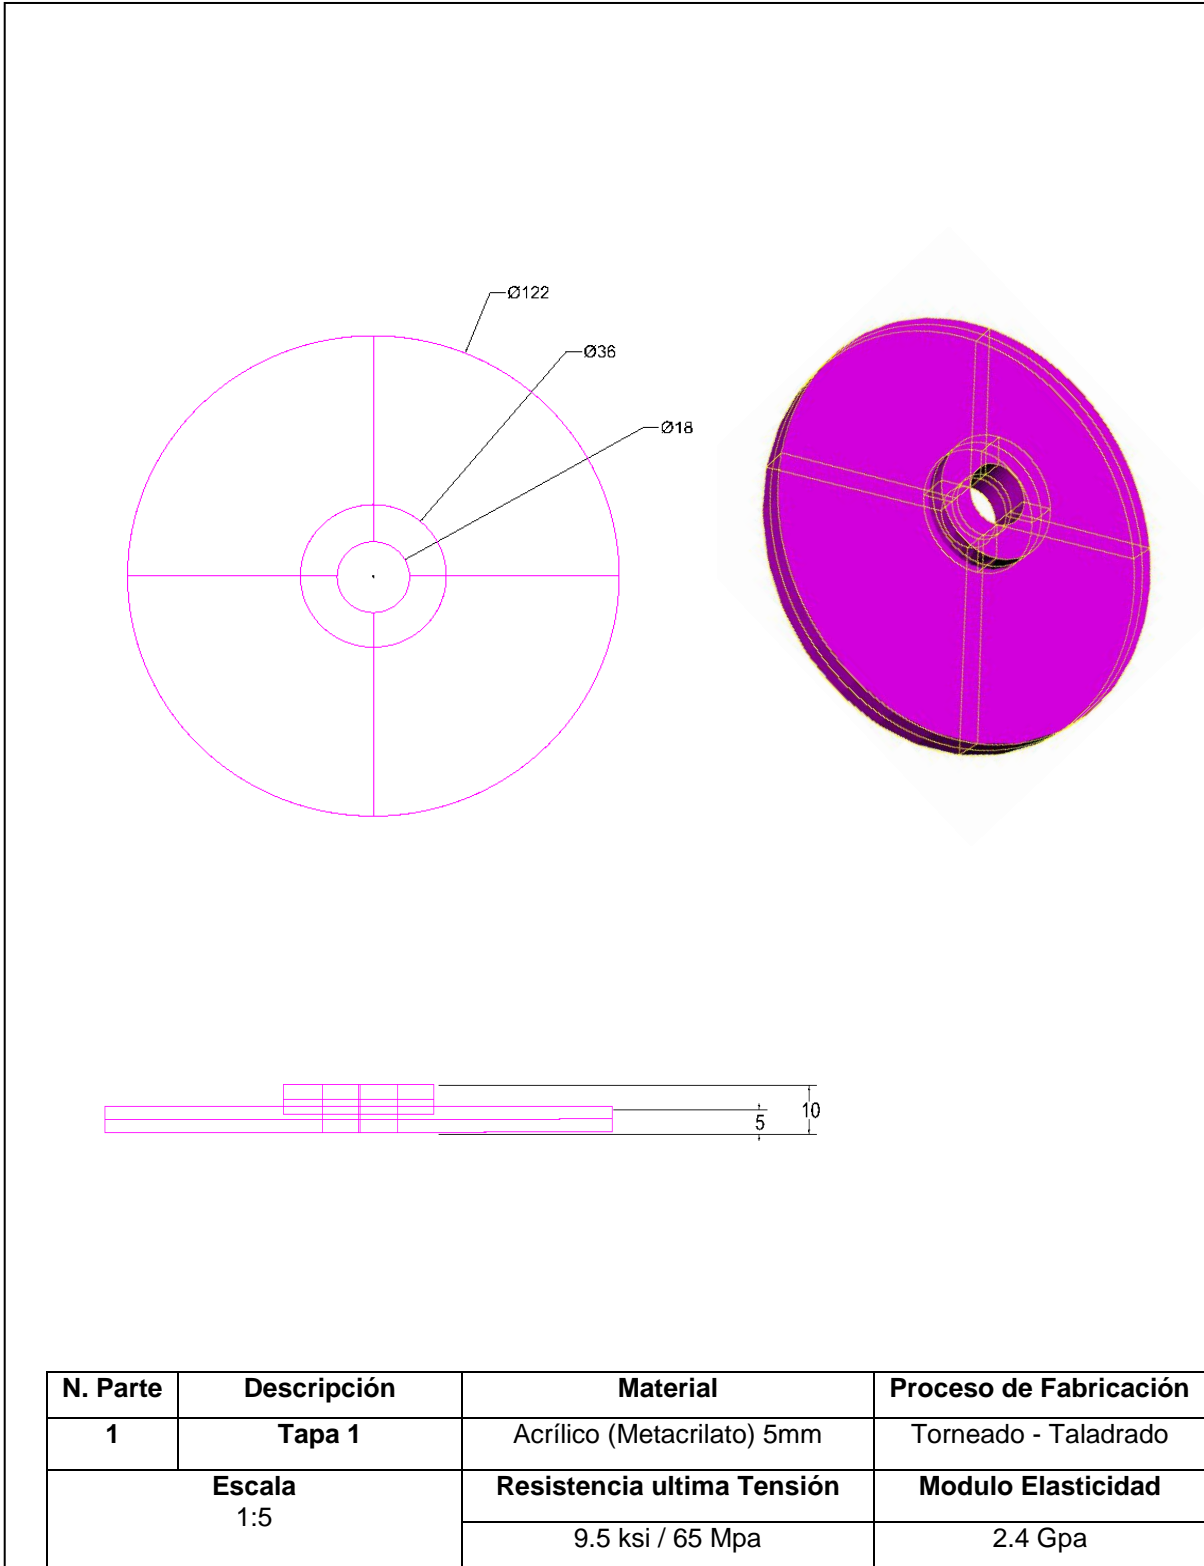 Ø122
Ø36
Ø18
10
5
N. Parte Descripción Material Proceso de Fabricación
1 Tapa 1 Acrílico (Metacrilato) 5mm Torneado - Taladrado
Escala Resistencia ultima Tensión Modulo Elasticidad
1:5
9.5 ksi / 65 Mpa 2.4 Gpa